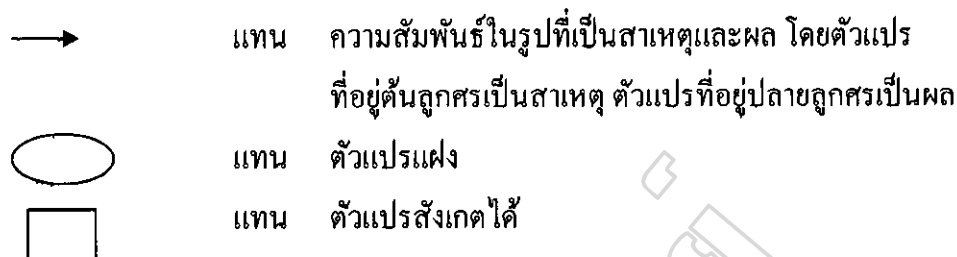 แทน ความสัมพันธ์ในรูปที่เป็นสาเหตุและผล โดยตัวแปร
ที่อยู่ต้นลูกศรเป็นสาเหตุ ตัวแปรที่อยู่ปลายลูกศรเป็นผล
แทน ตัวแปรแฝง
แทน ตัวแปรสังเกตได้